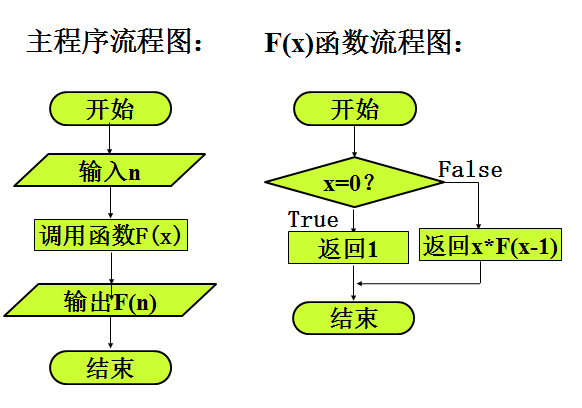 主程序流程图：
开始
输入n
调用函数F(x)
输出F(n)
结束
F(x)函数流程图：
开始
x=0?
False
True
返回1
返回x*F(x-1)
结束